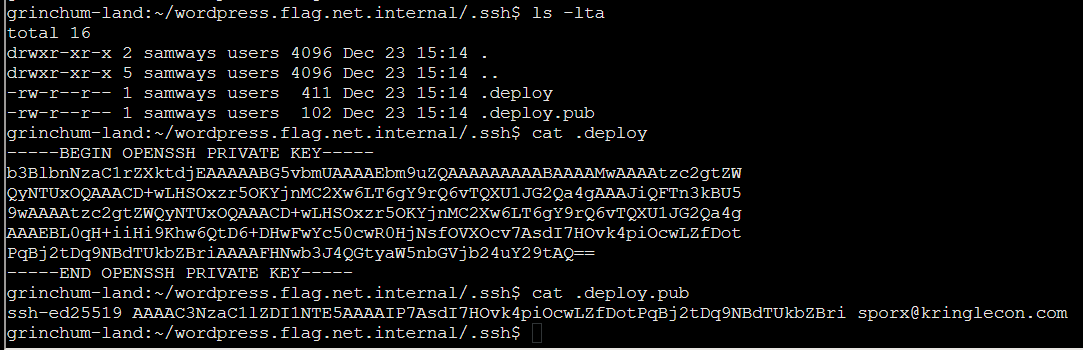 grinchum-land:~/wordpress.flag.net.internal/.ssh$ ls -lta
total 16
drwxr-xr-x 2 samways users 4096 Dec 23 15:14 .
drwxr-xr-x 5 samways users 4096 Dec 23 15:14 ..
-rw-r--r-- 1 samways users  411 Dec 23 15:14 .deploy
-rw-r--r-- 1 samways users  102 Dec 23 15:14 .deploy.pub
grinchum-land:~/wordpress.flag.net.internal/.ssh$ cat .deploy
-----BEGIN OPENSSH PRIVATE KEY-----
b3BlbnNzaC1rZXktdjEAAAAABG5vbmUAAAAEbm9uZQAAAAAAAAABAAAAMwAAAAtzc2gtZW
QyNTUxOQAAACD+wLHSOxzr5OKYjnMC2Xw6LT6gY9rQ6vTQXU1JG2Qa4gAAAJiQFTn3kBU5
9wAAAAtzc2gtZWQyNTUxOQAAACD+wLHSOxzr5OKYjnMC2Xw6LT6gY9rQ6vTQXU1JG2Qa4g
AAAEBL0qH+iiHi9Khw6QtD6+DHwFwYc50cwR0HjNsfOVXOcv7AsdI7HOvk4piOcwLZfDot
PqBj2tDq9NBdTUkbZBriAAAAFHNwb3J4QGtyaW5nbGVjb24uY29tAQ==
-----END OPENSSH PRIVATE KEY-----
grinchum-land:~/wordpress.flag.net.internal/.ssh$ cat .deploy.pub
ssh-ed25519 AAAAC3NzaC1lZDI1NTE5AAAAIP7AsdI7HOvk4piOcwLZfDotPqBj2tDq9NBdTUkbZBri sporx@kringlecon.com
grinchum-land:~/wordpress.flag.net.internal/.ssh$